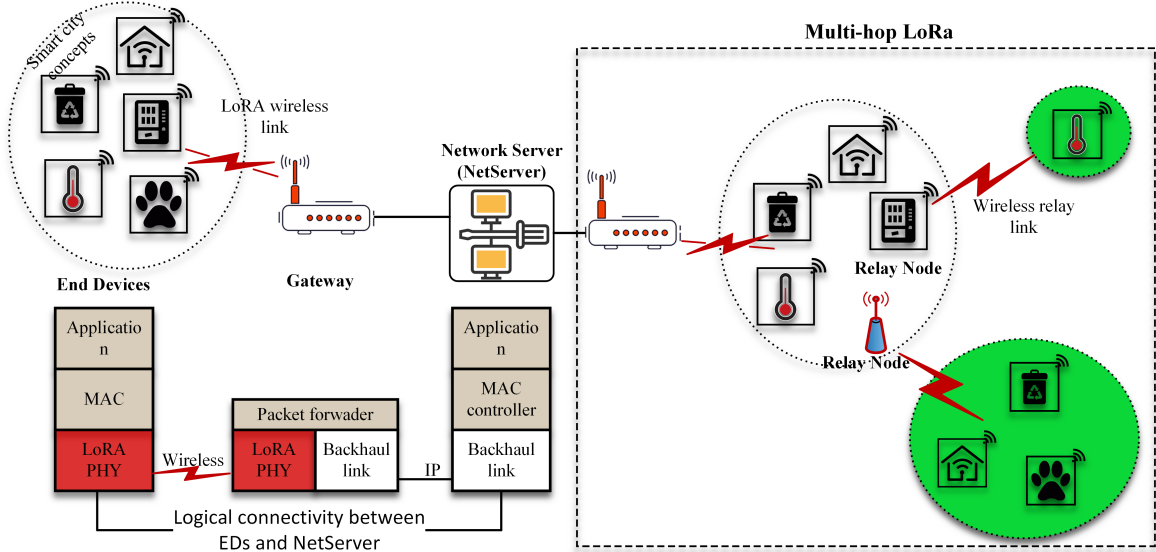 Smart city
concepts
LoRA wireless
link
End Devices
Gateway
Network Server
(NetServer)
Multi-hop LoRa
Wireless relay
link
Relay Node
Relay Node
Applicatio
n
MAC
LoRA
PHY
Wireless
Packet forwader
LoRA
PHY
Backhaul
link
IP
Applicatio
n
MAC
controller
Backhau
link
Logical connectivity between
EDs and NetServer